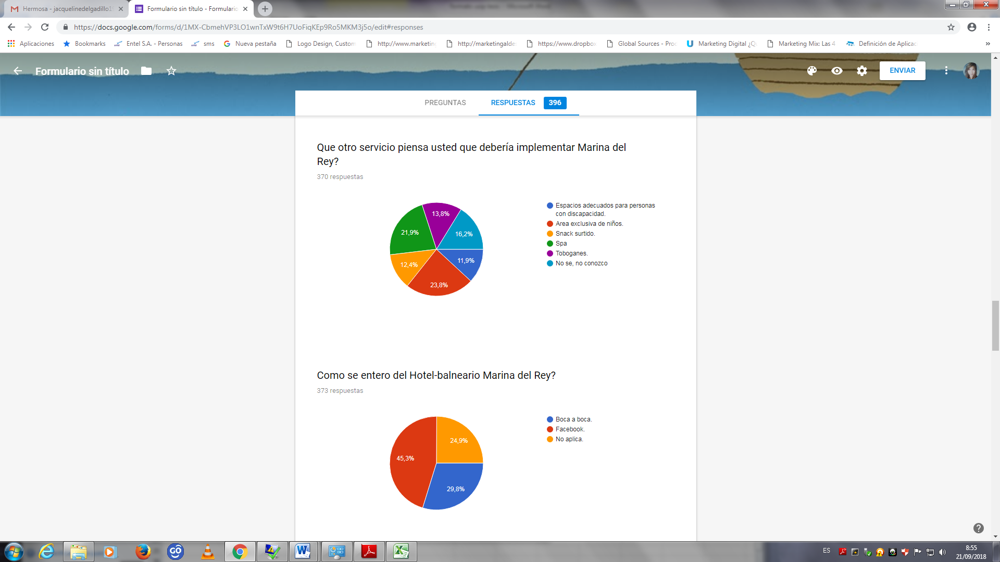 Hermosa - jacquelinedelgadillo1
Formulario sin título - Formulario
https://docs.google.com/forms/d/1MX-CbmehVP3LO1wnTxW9t6H7UoFiqKEp9Ro5MKM3j5o/edit#responses
Aplicaciones Bookmarks Entel S.A. - Personas sms Nueva pestaña Logo Design, Custom http://www.marketing http://marketingalde https://www.dropbox Global Sources - Proc Marketing Digital ¿Q Marketing Mix: Las 4 Definición de Aplicac »
Formulario sin título ENVIAR
PREGUNTAS RESPUESTAS 396
Que otro servicio piensa usted que debería implementar Marina del
Rey?
370 respuestas
13,8%
21,9%
16,2%
11,9%
12,4%
23,8%
Espacios adecuados para personas
con discapacidad.
Area exclusiva de niños.
Snack surtido.
Spa
Toboganes.
No se, no conozco
Como se entero del Hotel-balneario Marina del Rey?
373 respuestas
24,9%
45,3%
29,8%
Boca a boca.
Facebook.
No aplica.
ES
8:55
21/09/2018